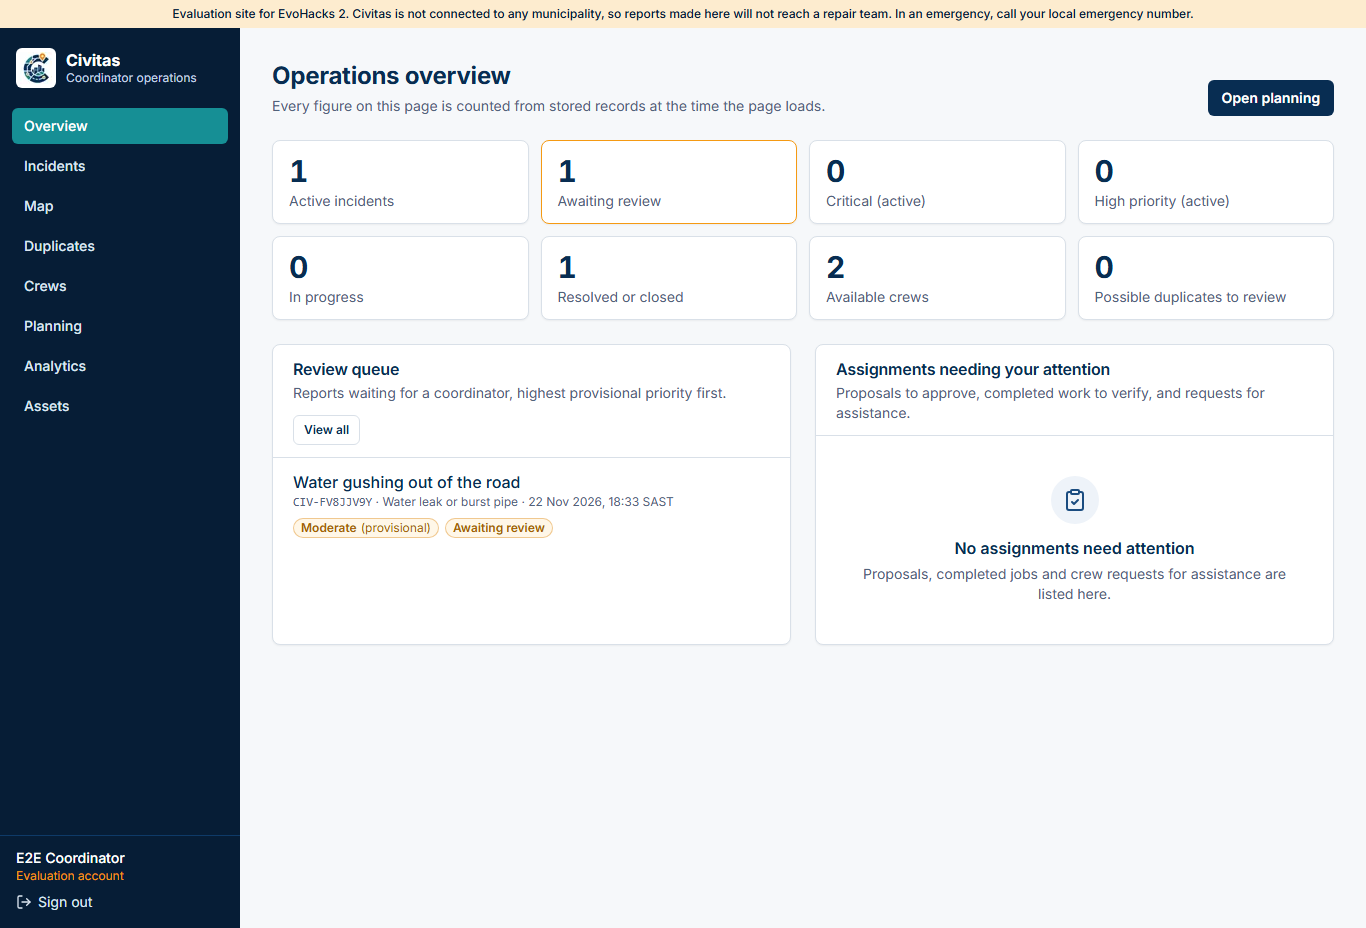 Evaluation site for EvoHacks 2. Civitas is not connected to any municipality, so reports made here will not reach a repair team. In an emergency, call your local emergency number.
Civitas
Coordinator operations
Overview
Incidents
Map
Duplicates
Crews
Planning
Analytics
Assets
E2E Coordinator
Evaluation account
Sign out
Operations overview
Every figure on this page is counted from stored records at the time the page loads.
Open planning
1
Active incidents
1
Awaiting review
0
Critical (active)
0
High priority (active)
0
In progress
1
Resolved or closed
2
Available crews
0
Possible duplicates to review
Review queue
Reports waiting for a coordinator, highest provisional priority first.
View all
Water gushing out of the road
CIV-FV8JJV9Y · Water leak or burst pipe · 22 Nov 2026, 18:33 SAST
Moderate (provisional)
Awaiting review
Assignments needing your attention
Proposals to approve, completed work to verify, and requests for
assistance.
No assignments need attention
Proposals, completed jobs and crew requests for assistance are
listed here.